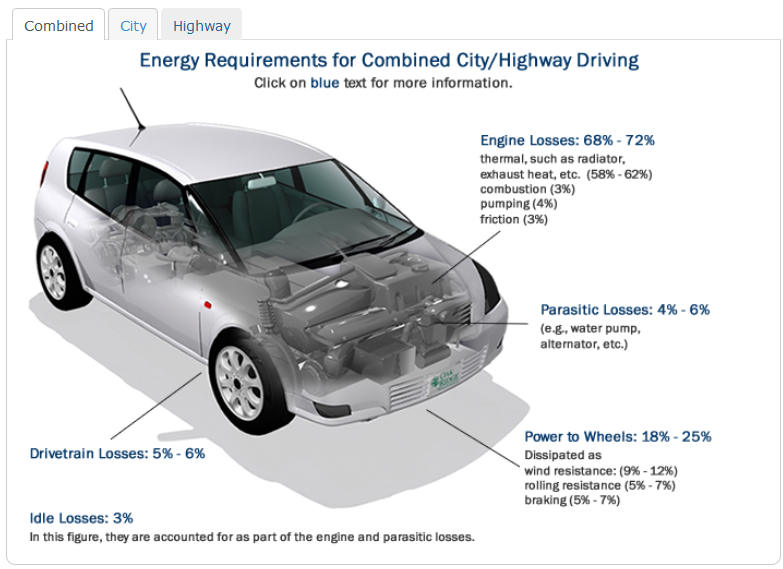 Combined
City
Highway
Energy Requirements for Combined City/Highway Driving
Click on blue text for more information.
Engine Losses: 68% - 72%
thermal, such as radiator,
exhaust heat, etc. (58% - 62%)
combustion (3%)
pumping (4%)
friction (3%)
Parasitic Losses: 4% - 6%
(e.g., water pump,
alternator, etc.)
OAK
RIDGE
Power to Wheels: 18% - 25%
Dissipated as
wind resistance: (9% - 12%)
rolling resistance (5% - 7%)
braking (5% - 7%)
Drivetrain Losses: 5% - 6%
Idle Losses: 3%
In this figure, they are accounted for as part of the engine and parasitic losses.